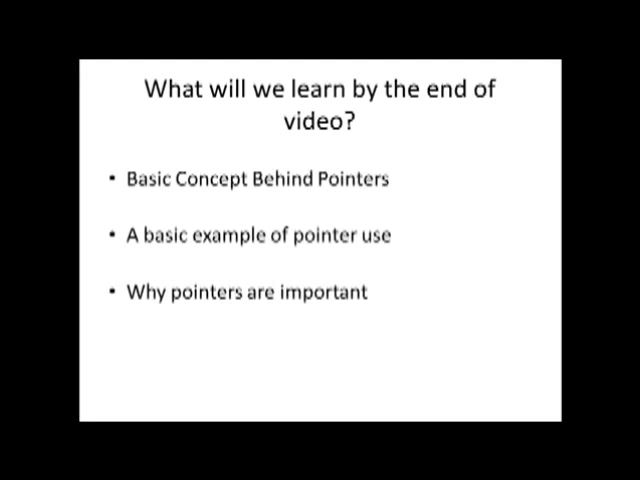 What will we learn by the end of
video?
• Basic Concept Behind Pointers
• A basic example of pointer use
• Why pointers are important